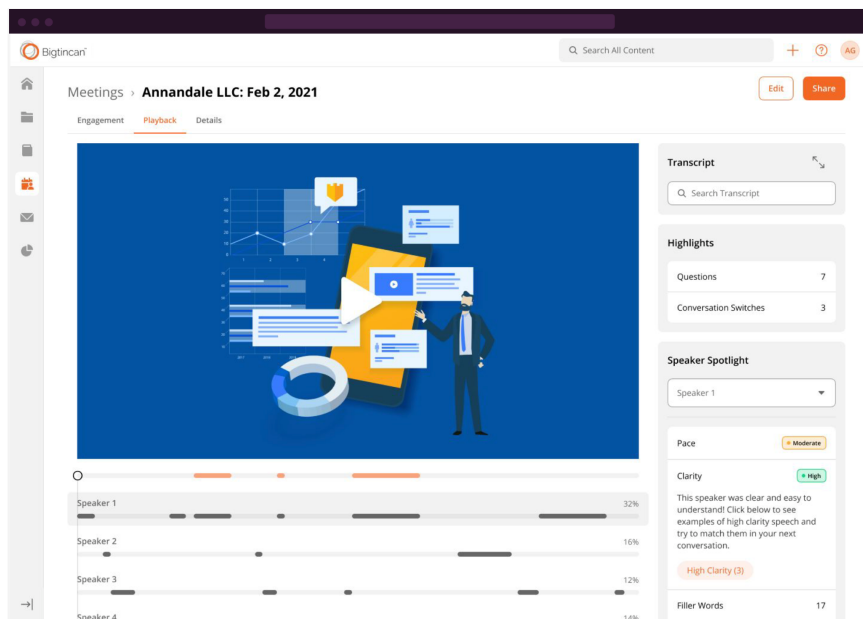 Bigtincan
Search All Content
AG
Meetings › Annandale LLC: Feb 2, 2021
Edit
Share
Engagement
Playback
Details
Transcript
Search Transcript
Highlights
Questions 7
Conversation Switches 3
Speaker Spotlight
Speaker 1
Pace
Moderate
Clarity
High
This speaker was clear and easy to
understand! Click below to see
examples of high clarity speech and
try to match them in your next
conversation.
High Clarity (3)
Filler Words 17
Speaker 1 32%
Speaker 2 16%
Speaker 3 12%
Speaker 4 14%